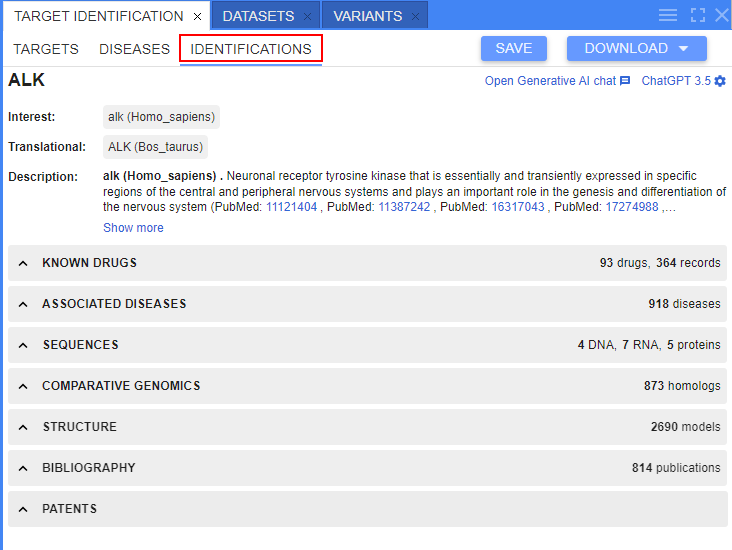 TARGET IDENTIFICATION × DATASETS × VARIANTS ×
TARGETS DISEASES IDENTIFICATIONS SAVE DOWNLOAD
ALK Open Generative AI chat ChatGPT 3.5
Interest: alk (Homo_sapiens)
Translational: ALK (Bos_taurus)
Description: alk (Homo_sapiens) . Neuronal receptor tyrosine kinase that is essentially and transiently expressed in specific
regions of the central and peripheral nervous systems and plays an important role in the genesis and differentiation of
the nervous system (PubMed: 11121404 , PubMed: 11387242 , PubMed: 16317043 , PubMed: 17274988 ,...
Show more
KNOWN DRUGS 93 drugs, 364 records
ASSOCIATED DISEASES 918 diseases
SEQUENCES 4 DNA, 7 RNA, 5 proteins
COMPARATIVE GENOMICS 873 homologs
STRUCTURE 2690 models
BIBLIOGRAPHY 814 publications
PATENTS